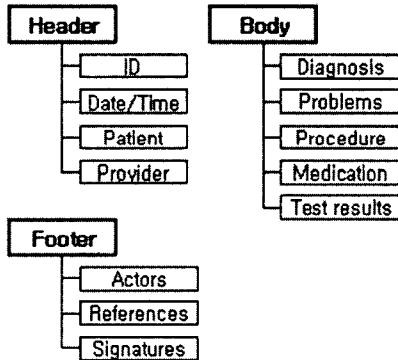 Header
ID
Date/Time
Patient
Provider
Body
Diagnosis
Problems
Procedure
Medication
Test results
Footer
Actors
References
Signatures